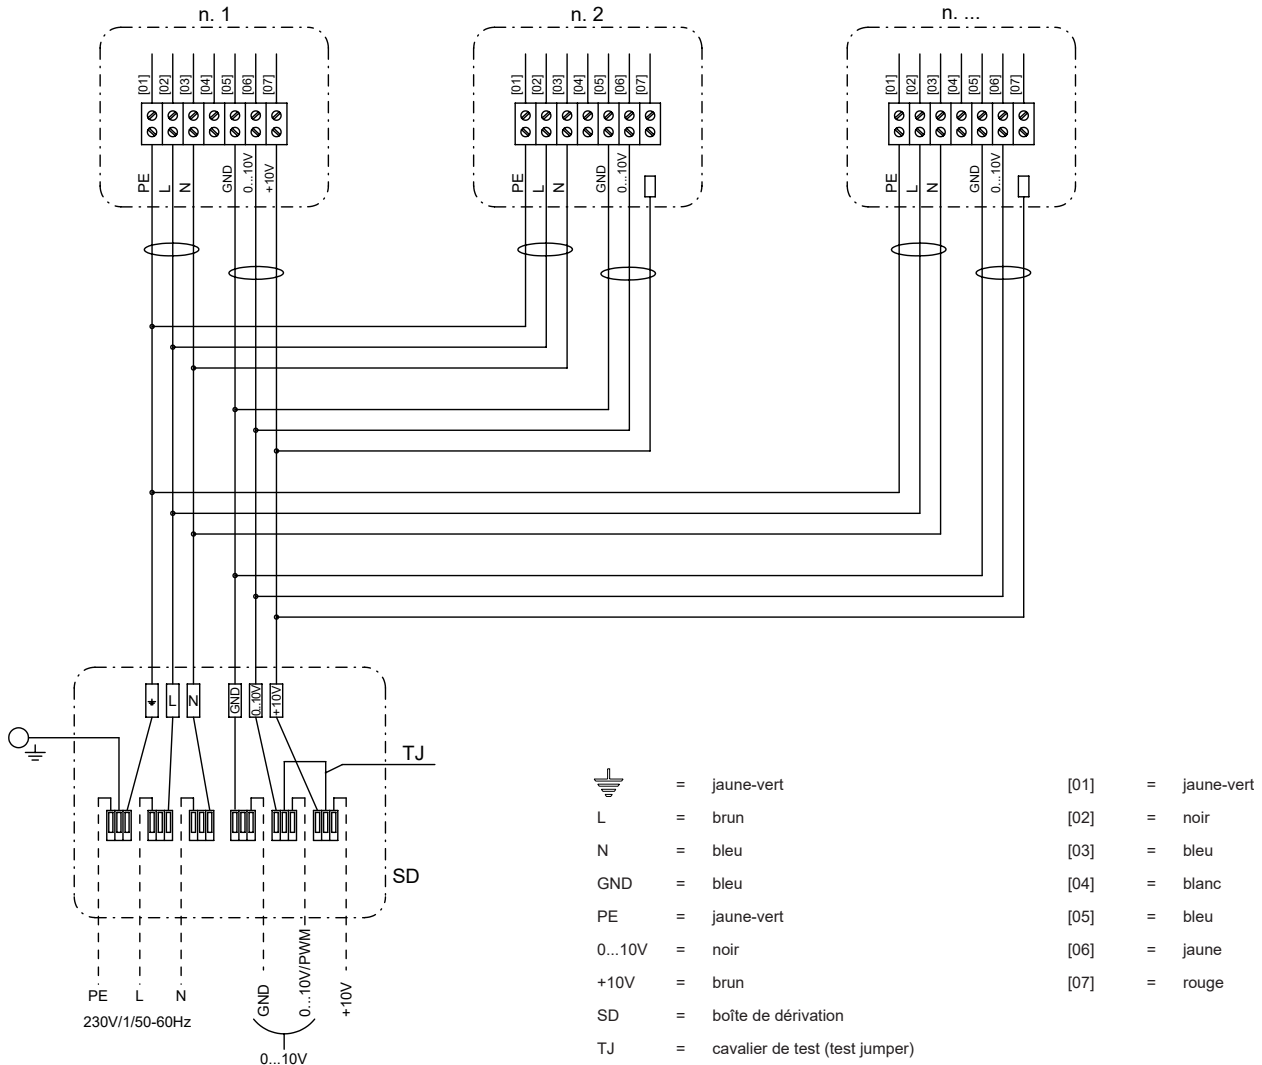 n. 1
n. 2
n. ...
[01] [02] [03] [04] [05] [06] [07]
[01] [02] [03] [04] [05] [06] [07]
[01] [02] [03] [04] [05] [06] [07]
PE L N GND 0...10V +10V
PE L N GND 0...10V
PE L N GND 0...10V
L N GND 0...10V +10V
TJ
SD
PE L N
230V/1/50-60Hz
GND 0...10V/PWM +10V
0...10V
= jaune-vert
L = brun
N = bleu
GND = bleu
PE = jaune-vert
0...10V = noir
+10V = brun
SD = boîte de dérivation
TJ = cavalier de test (test jumper)
[01] = jaune-vert
[02] = noir
[03] = bleu
[04] = blanc
[05] = bleu
[06] = jaune
[07] = rouge